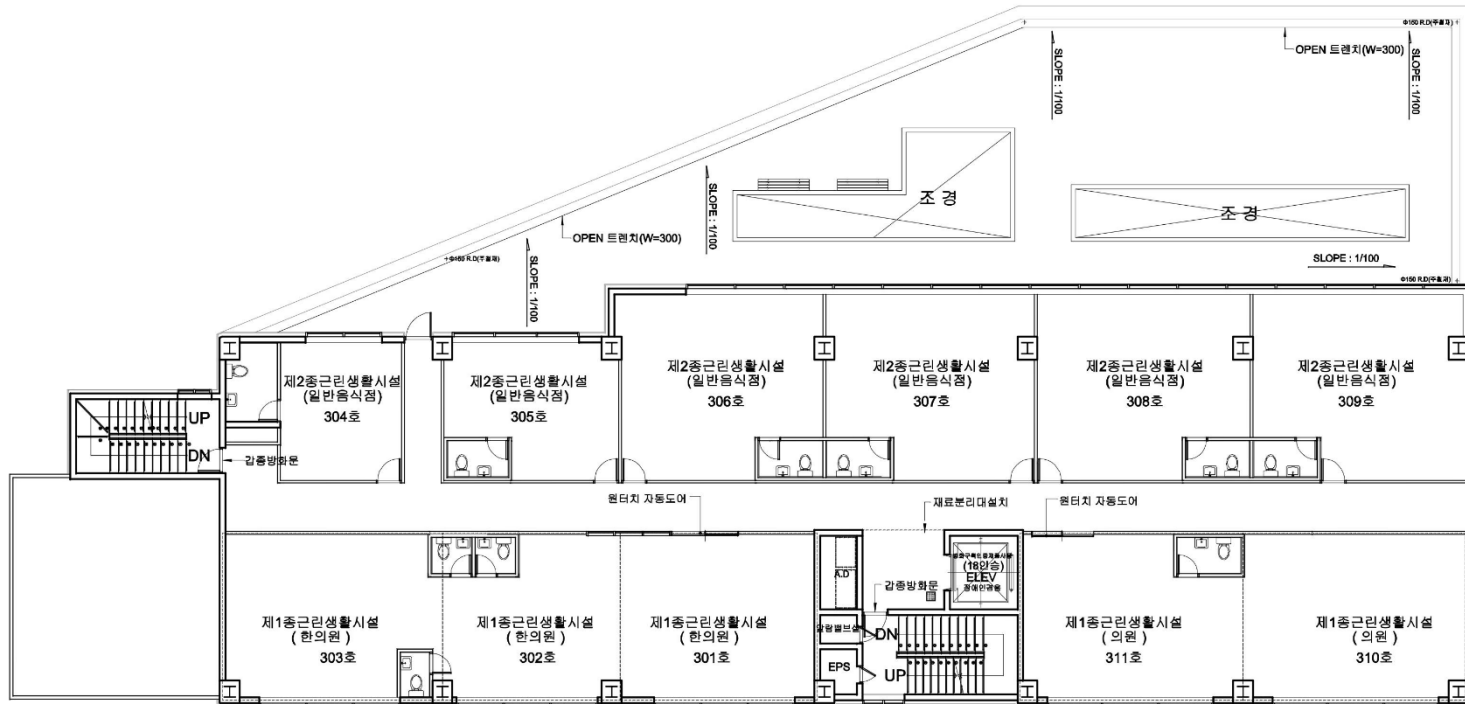 Φ150 R.D(주철재)
OPEN 트렌치(W=300)
SLOPE : 1/100
SLOPE : 1/100
SLOPE : 1/100
조 경
조 경
OPEN 트렌치(W=300)
SLOPE : 1/100
Φ150 R.D(주철재)
SLOPE : 1/100
Φ150 R.D(주철재)
제2종근린생활시설
(일반음식점)
304호
제2종근린생활시설
(일반음식점)
305호
제2종근린생활시설
(일반음식점)
306호
제2종근린생활시설
(일반음식점)
307호
제2종근린생활시설
(일반음식점)
308호
제2종근린생활시설
(일반음식점)
309호
UP
DN
갑종방화문
원터치 자동도어
재료분리대설치
원터치 자동도어
A.D
(18인승)
ELEV
장애인겸용
갑종방화문
제1종근린생활시설
( 한의원 )
303호
제1종근린생활시설
( 한의원 )
302호
제1종근린생활시설
( 한의원 )
301호
알람밸브실
DN
EPS
UP
제1종근린생활시설
( 의원 )
311호
제1종근린생활시설
( 의원 )
310호